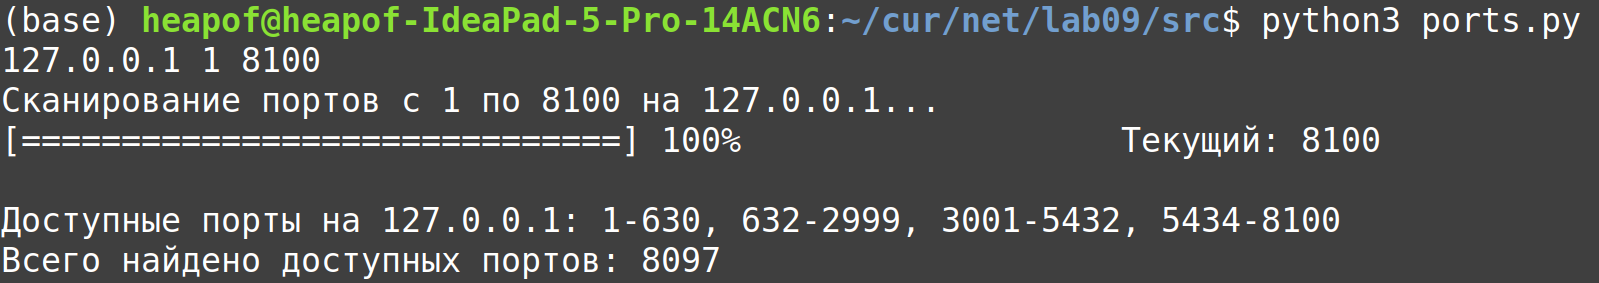 (base) heapof@heapof-IdeaPad-5-Pro-14ACN6:~/cur/net/lab09/src$ python3 ports.py
127.0.0.1 1 8100
Сканирование портов с 1 по 8100 на 127.0.0.1...
[==============================] 100% Текущий: 8100
Доступные порты на 127.0.0.1: 1-630, 632-2999, 3001-5432, 5434-8100
Всего найдено доступных портов: 8097